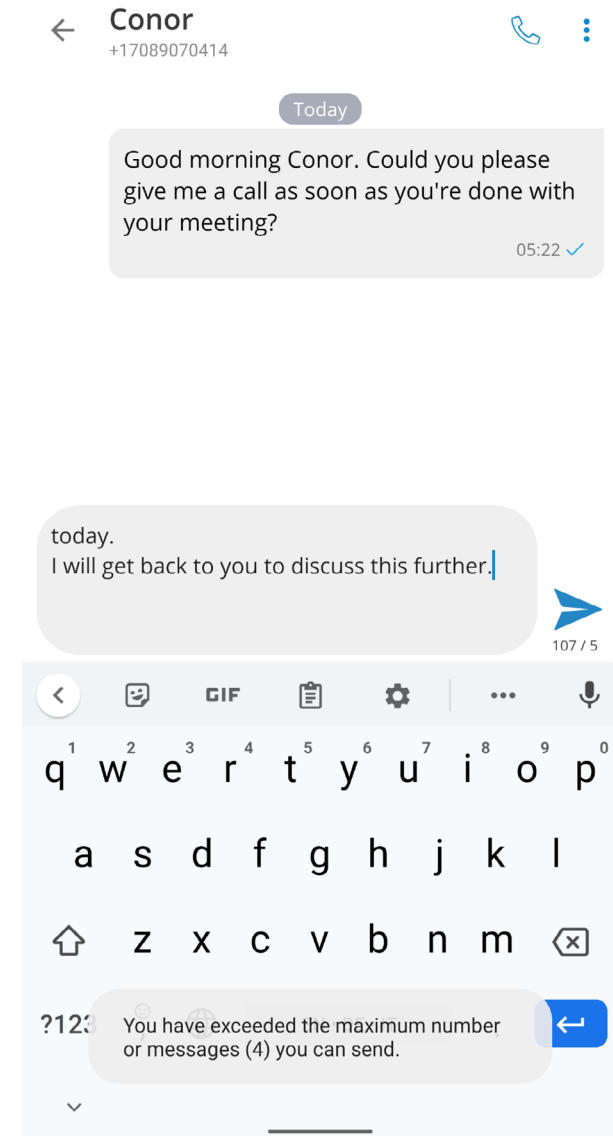 Conor
+17089070414
Today
Good morning Conor. Could you please
give me a call as soon as you're done with
your meeting?
05:22
today.
I will get back to you to discuss this further.
107 / 5
GIF
1 2 3 4 5 6 7 8 9 0
q w e r t y u i o p
a s d f g h j k l
z x c v b n m
?123
You have exceeded the maximum number
or messages (4) you can send.